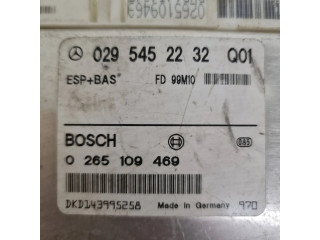 029 545 22 32 Q01
ESP+BAS FD 99M10
BOSCH
0 265 109 469
DKD143995258 Made in Germany 970